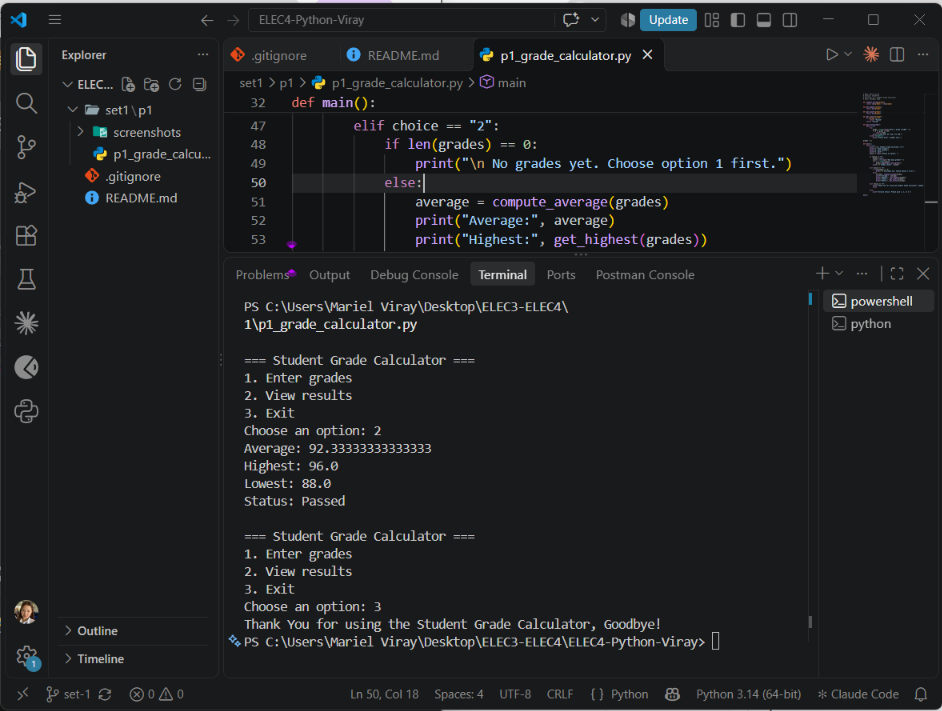 ELEC4-Python-Viray
Update
Explorer
.gitignore
README.md
p1_grade_calculator.py
ELEC...
set1 > p1 > p1_grade_calculator.py > main
set1\p1
screenshots
p1_grade_calcu...
.gitignore
README.md
32 def main():
47 elif choice == "2":
48 if len(grades) == 0:
49 print("\n No grades yet. Choose option 1 first.")
50 else:
51 average = compute_average(grades)
52 print("Average:", average)
53 print("Highest:", get_highest(grades))
Problems Output Debug Console Terminal Ports Postman Console
powershell
python
PS C:\Users\Mariel Viray\Desktop\ELEC3-ELEC4\
1\p1_grade_calculator.py
=== Student Grade Calculator ===
1. Enter grades
2. View results
3. Exit
Choose an option: 2
Average: 92.33333333333333
Highest: 96.0
Lowest: 88.0
Status: Passed
=== Student Grade Calculator ===
1. Enter grades
2. View results
3. Exit
Choose an option: 3
Thank You for using the Student Grade Calculator, Goodbye!
PS C:\Users\Mariel Viray\Desktop\ELEC3-ELEC4\ELEC4-Python-Viray>
Outline
Timeline
1
set-1 0 0 Ln 50, Col 18 Spaces: 4 UTF-8 CRLF { } Python Python 3.14 (64-bit) Claude Code